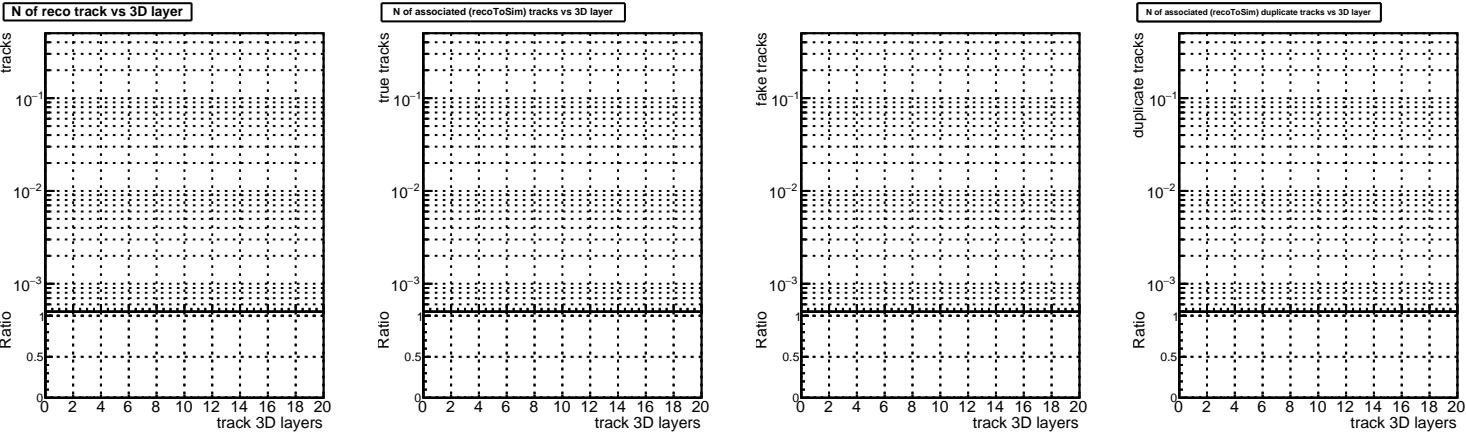 N of reco track vs 3D layer
tracks
10⁻¹
10⁻²
10⁻³
Ratio
1
0.5
0
0 2 4 6 8 10 12 14 16 18 20
track 3D layers
N of associated (recoToSim) tracks vs 3D layer
true tracks
10⁻¹
10⁻²
10⁻³
Ratio
1
0.5
0
0 2 4 6 8 10 12 14 16 18 20
track 3D layers
fake tracks
10⁻¹
10⁻²
10⁻³
Ratio
1
0.5
0
0 2 4 6 8 10 12 14 16 18 20
track 3D layers
N of associated (recoToSim) duplicate tracks vs 3D layer
duplicate tracks
10⁻¹
10⁻²
10⁻³
Ratio
1
0.5
0
0 2 4 6 8 10 12 14 16 18 20
track 3D layers